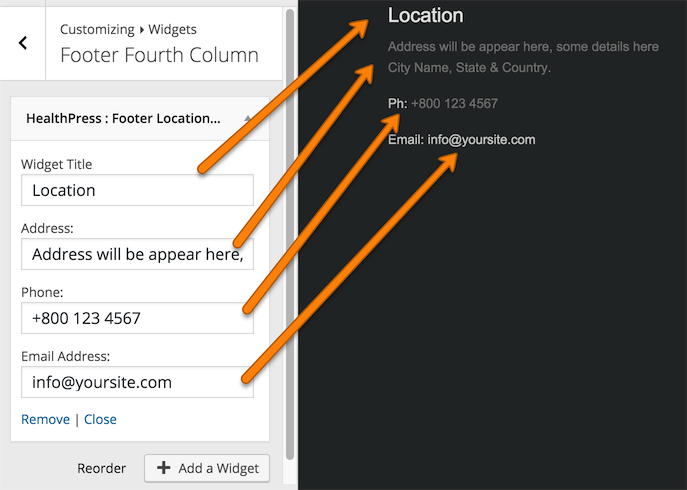 Customizing ▸ Widgets
Footer Fourth Column
HealthPress : Footer Location...
Widget Title
Location
Address:
Address will be appear here,
Phone:
+800 123 4567
Email Address:
info@yoursite.com
Remove | Close
Reorder
+ Add a Widget
Location
Address will be appear here, some details here
City Name, State & Country.
Ph: +800 123 4567
Email: info@yoursite.com